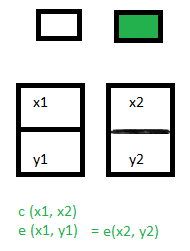 x1 x2
y1 y2
c (x1, x2)
e (x1, y1) = e(x2, y2)